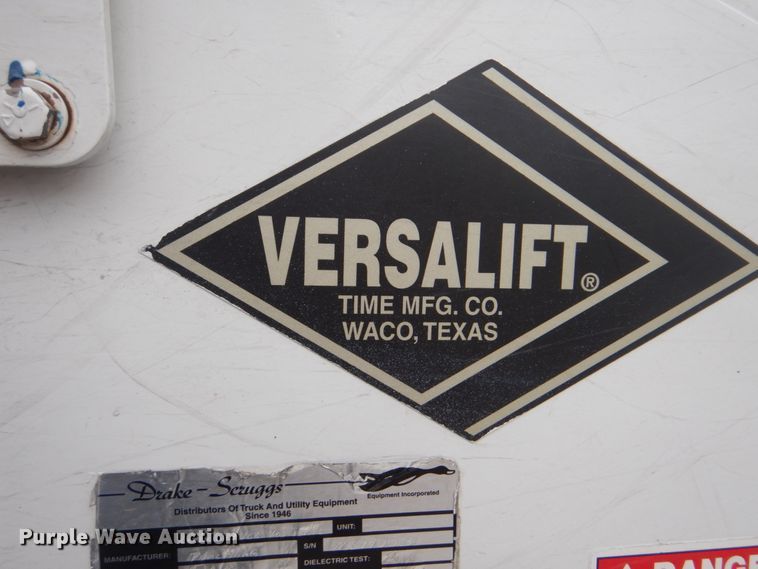 VERSALIFT®
TIME MFG. CO.
WACO, TEXAS
Drake-Scruggs
Equipment Incorporated
Distributors Of Truck And Utility Equipment
Since 1946
UNIT:
MANUFACTURER:
S/N
DIELECTRIC TEST:
DANGER
Purple Wave Auction